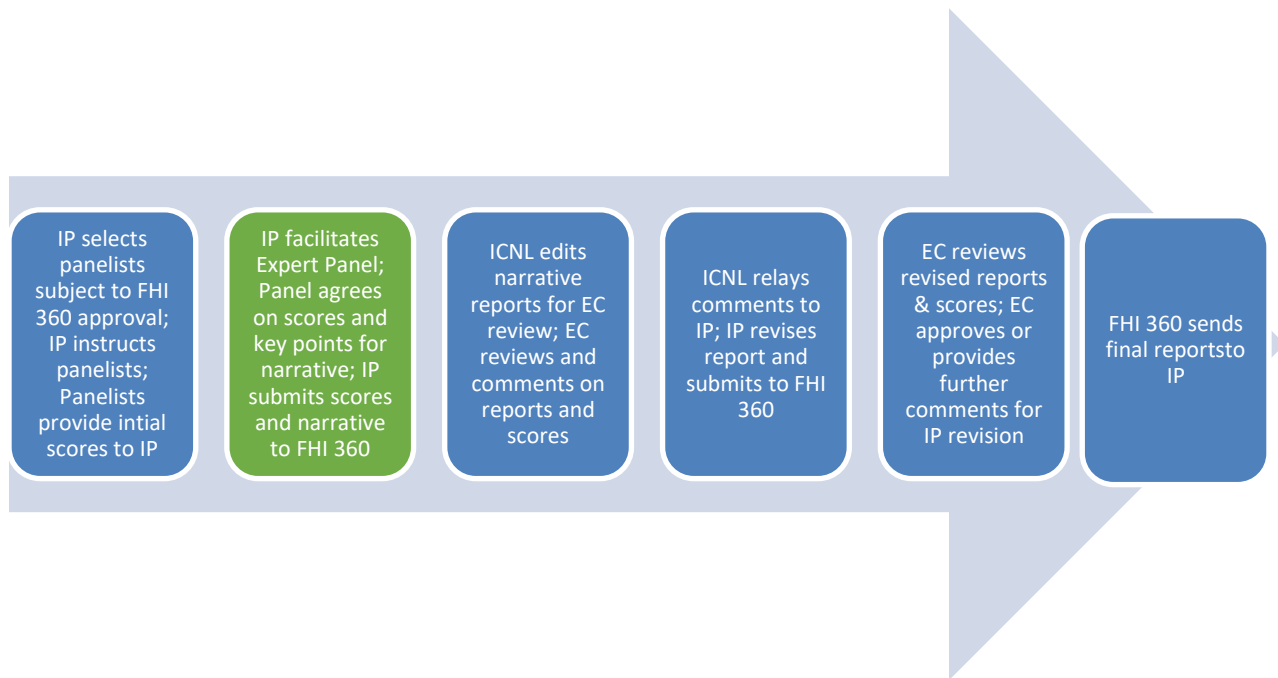 IP selects
panelists
subject to FHI
360 approval;
IP instructs
panelists;
Panelists
provide intial
scores to IP
IP facilitates
Expert Panel;
Panel agrees
on scores and
key points for
narrative; IP
submits scores
and narrative
to FHI 360
ICNL edits
narrative
reports for EC
review; EC
reviews and
comments on
reports and
scores
ICNL relays
comments to
IP; IP revises
report and
submits to FHI
360
EC reviews
revised reports
& scores; EC
approves or
provides
further
comments for
IP revision
FHI 360 sends
final reportsto
IP